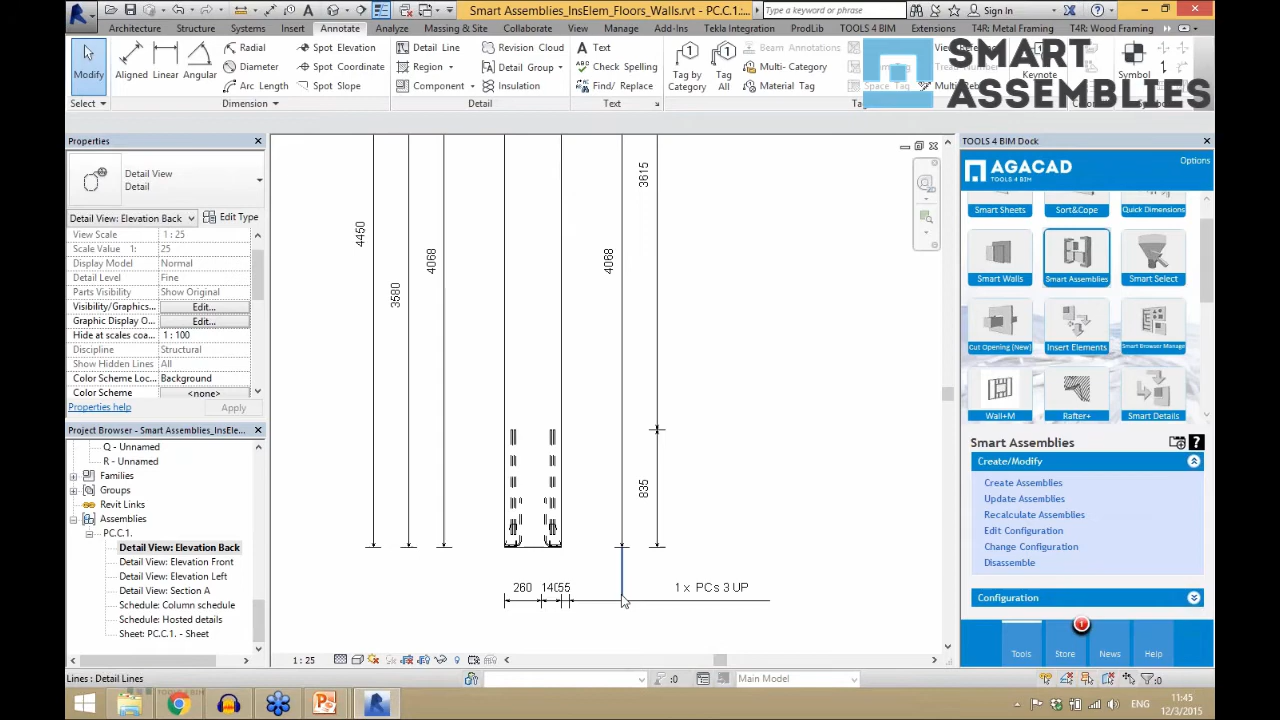 Smart Assemblies_InsElem_Floors_Walls.rvt - PC.C.1.:...
Type a keyword or phrase
Sign In
Architecture Structure Systems Insert Annotate Analyze Massing & Site Collaborate View Manage Add-Ins Tekla Integration ProdLib TOOLS 4 BIM Extensions T4R: Metal Framing T4R: Wood Framing
SMART
ASSEMBLIES
Modify
Aligned Linear Angular
Radial
Diameter
Arc Length
Spot Elevation
Spot Coordinate
Spot Slope
Detail Line
Region
Component
Revision Cloud
Detail Group
Insulation
Text
Check Spelling
Find/ Replace
Tag by
Category
Tag
All
Beam Annotations
Multi- Category
Material Tag
Space Tag
Keynote
Symbol
Select
Dimension
Detail
Text
Properties
Detail View
Detail
Detail View: Elevation Back
Edit Type
View Scale 1 : 25
Scale Value 1: 25
Display Model Normal
Detail Level Fine
Parts Visibility Show Original
Visibility/Graphics... Edit...
Graphic Display O... Edit...
Hide at scales coa... 1 : 100
Discipline Structural
Show Hidden Lines All
Color Scheme Loc... Background
Color Scheme <none>
Properties help
Apply
Project Browser - Smart Assemblies_InsEle...
Q - Unnamed
R - Unnamed
Families
Groups
Revit Links
Assemblies
PC.C.1.
Detail View: Elevation Back
Detail View: Elevation Front
Detail View: Elevation Left
Detail View: Section A
Schedule: Column schedule
Schedule: Hosted details
Sheet: PC.C.1. - Sheet
4450
3580
4068
4068
3615
835
260
1 x PCs 3 UP
1 : 25
TOOLS 4 BIM Dock
AGACAD
TOOLS 4 BIM
Options
Smart Sheets
Sort&Cope
Quick Dimensions
Smart Walls
Smart Assemblies
Smart Select
Cut Opening (New)
Insert Elements
Smart Browser Manage
Wall+M
Rafter+
Smart Details
Smart Assemblies
?
Create/Modify
Create Assemblies
Update Assemblies
Recalculate Assemblies
Edit Configuration
Change Configuration
Disassemble
Configuration
1
Tools
Store
News
Help
Lines : Detail Lines
:0
Main Model
:0
ENG
11:45
12/3/2015